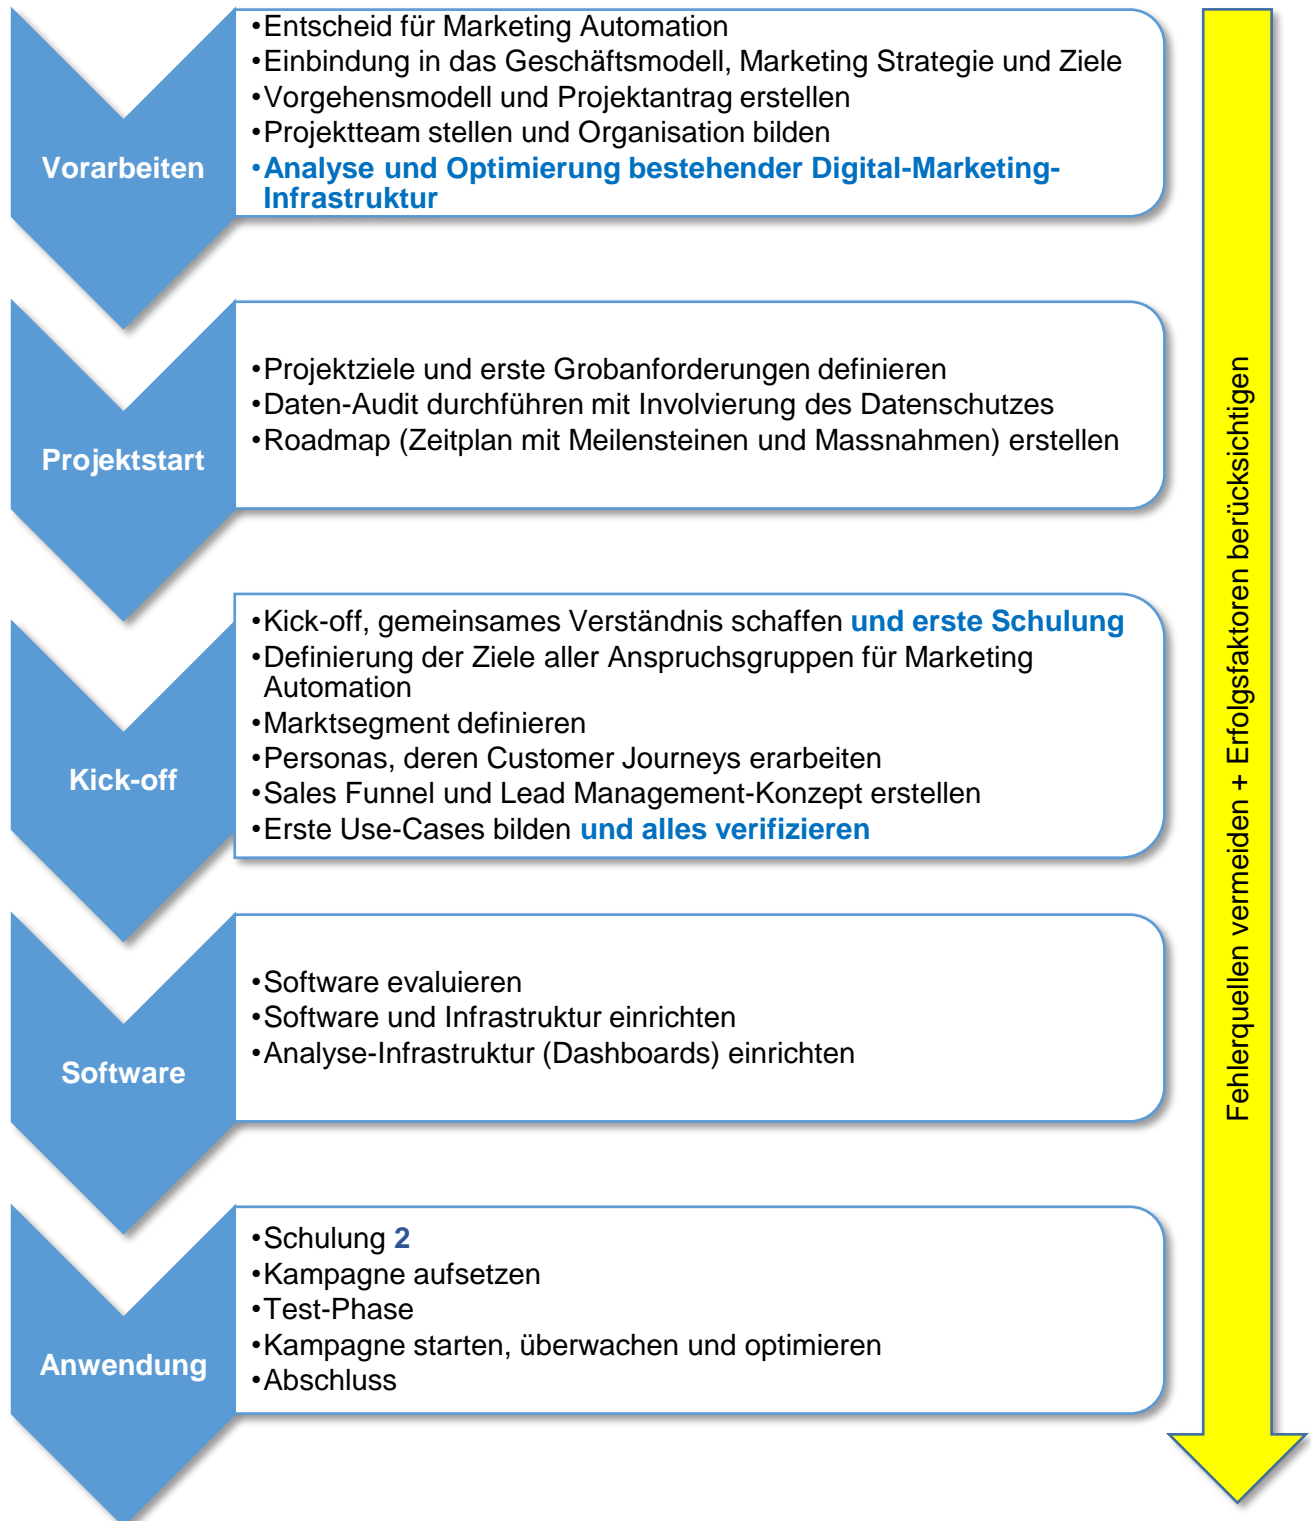 Vorarbeiten
•Entscheid für Marketing Automation
•Einbindung in das Geschäftsmodell, Marketing Strategie und Ziele
•Vorgehensmodell und Projektantrag erstellen
•Projektteam stellen und Organisation bilden
•Analyse und Optimierung bestehender Digital-Marketing-
Infrastruktur
Projektstart
•Projektziele und erste Grobanforderungen definieren
•Daten-Audit durchführen mit Involvierung des Datenschutzes
•Roadmap (Zeitplan mit Meilensteinen und Massnahmen) erstellen
Kick-off
•Kick-off, gemeinsames Verständnis schaffen und erste Schulung
•Definierung der Ziele aller Anspruchsgruppen für Marketing
Automation
•Marktsegment definieren
•Personas, deren Customer Journeys erarbeiten
•Sales Funnel und Lead Management-Konzept erstellen
•Erste Use-Cases bilden und alles verifizieren
Software
•Software evaluieren
•Software und Infrastruktur einrichten
•Analyse-Infrastruktur (Dashboards) einrichten
Anwendung
•Schulung 2
•Kampagne aufsetzen
•Test-Phase
•Kampagne starten, überwachen und optimieren
•Abschluss
Fehlerquellen vermeiden + Erfolgsfaktoren berücksichtigen